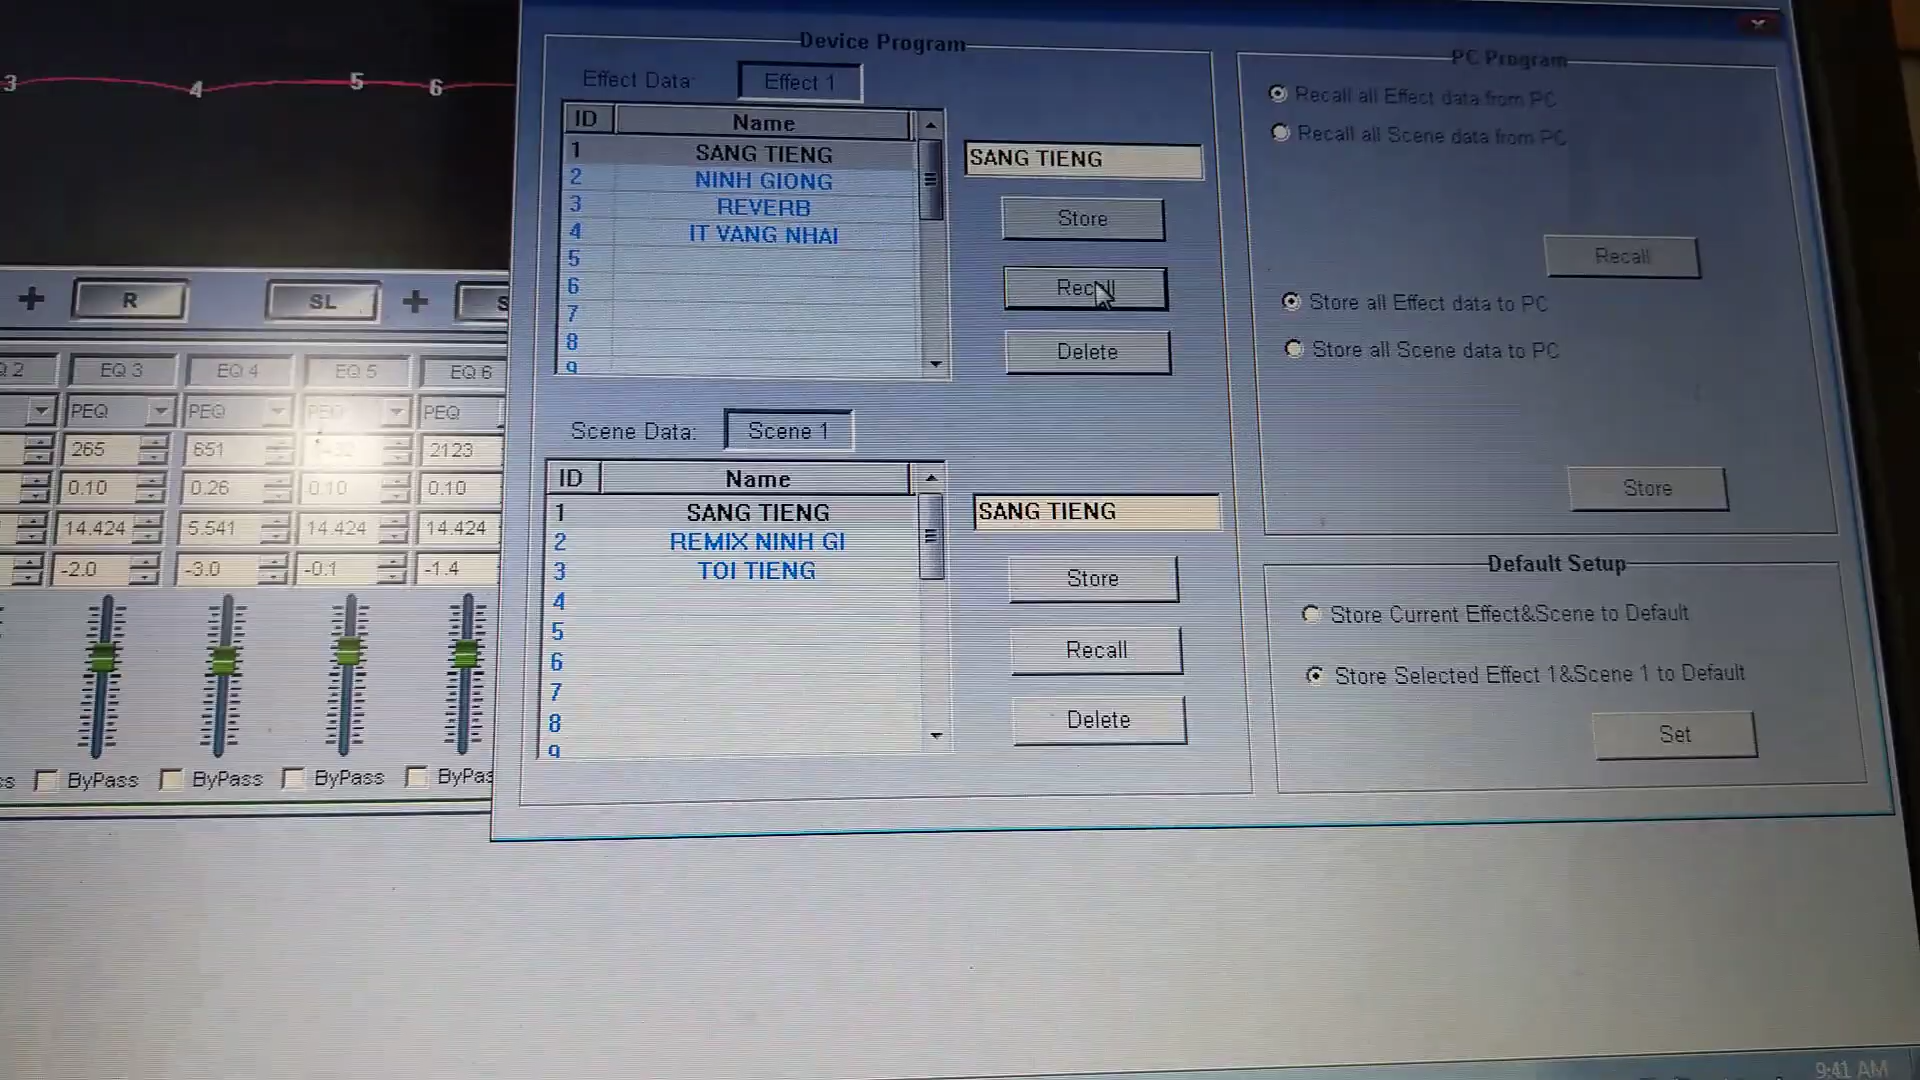 3 4 5 6
+ R SL + S
EQ 3 EQ 4 EQ 5 EQ 6
PEQ PEQ PEQ PEQ
265 651 2123
0.10 0.26 0.10 0.10
14.424 5.541 14.424 14.424
-2.0 -3.0 -0.1 -1.4
ByPass ByPass ByPass ByPas
Device Program
Effect Data: Effect 1
ID Name
1 SANG TIENG
2 NINH GIONG
3 REVERB
4 IT VANG NHAI
5
6
7
8
9
SANG TIENG
Store
Recall
Delete
Scene Data: Scene 1
ID Name
1 SANG TIENG
2 REMIX NINH GI
3 TOI TIENG
4
5
6
7
8
9
SANG TIENG
Store
Recall
Delete
PC Program
Recall all Effect data from PC
Recall all Scene data from PC
Recall
Store all Effect data to PC
Store all Scene data to PC
Store
Default Setup
Store Current Effect&Scene to Default
Store Selected Effect 1&Scene 1 to Default
Set
9:41 AM